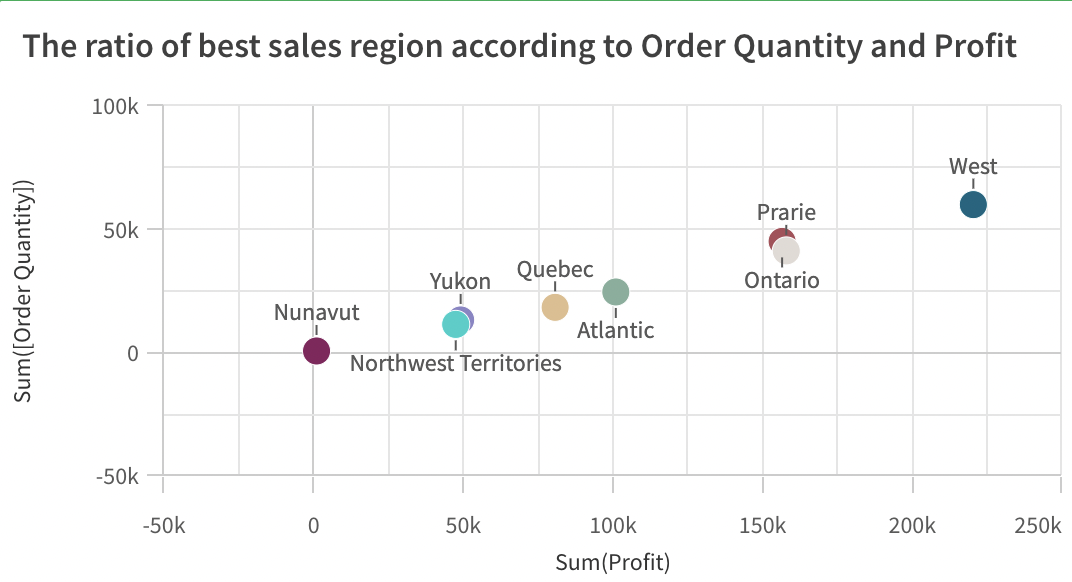 The ratio of best sales region according to Order Quantity and Profit
100k
West
Prarie
50k
Ontario
Quebec
Yukon
Atlantic
Nunavut
0
Northwest Territories
-50k
Sum([Order Quantity])
-50k 0 50k 100k 150k 200k 250k
Sum(Profit)